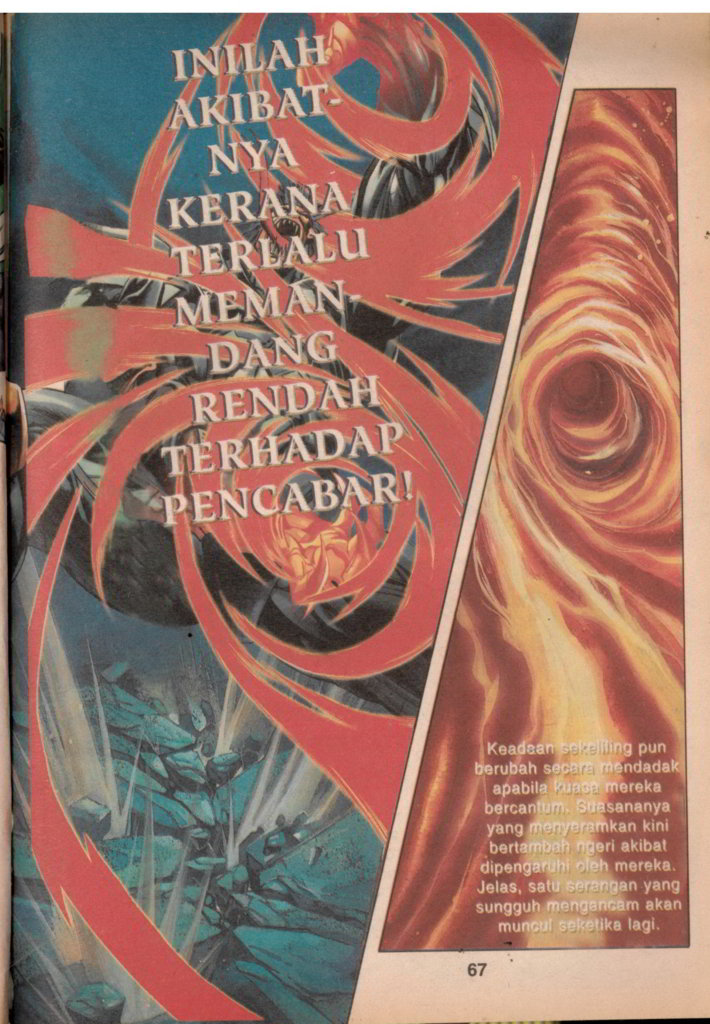 INILAH
AKIBAT-
NYA
KERANA
TERLALU
MEMAN-
DANG
RENDAH
TERHADAP
PENCABAR!
Keadaan sekeliling pun
berubah secara mendadak
apabila kuasa mereka
bercantum. Suasananya
yang menyeramkan kini
bertambah ngeri akibat
dipengaruhi oleh mereka.
Jelas, satu serangan yang
sungguh mengancam akan
muncul seketika lagi.
67